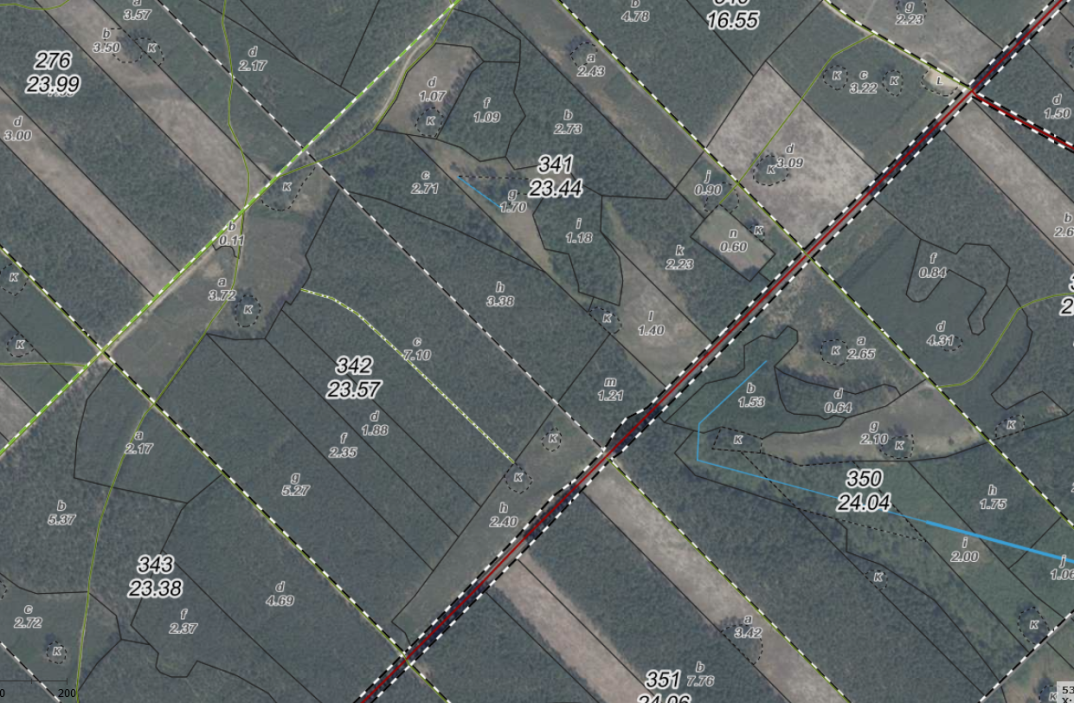 a
3.57
b
3.50
K
276
23.99
d
2.17
d
3.00
b
4.78
16.55
g
2.23
a
2.43
K
c
3.22
K
L
d
1.50
d
1.07
K
f
1.09
b
2.73
341
23.44
d
3.09
K
c
2.71
g
1.70
j
0.90
K
b
0.11
i
1.18
n
0.60
K
k
2.23
f
0.84
K
a
3.72
K
h
3.38
l
1.40
K
K
c
7.10
342
23.57
d
4.31
a
2.65
K
m
1.21
b
1.53
d
0.64
d
1.88
f
2.35
a
2.17
K
K
g
2.10
K
K
g
5.27
K
350
24.04
h
1.75
b
5.37
h
2.40
i
2.00
j
343
23.38
K
d
4.69
c
2.72
f
2.37
K
K
a
3.42
351
b
7.76
200
K